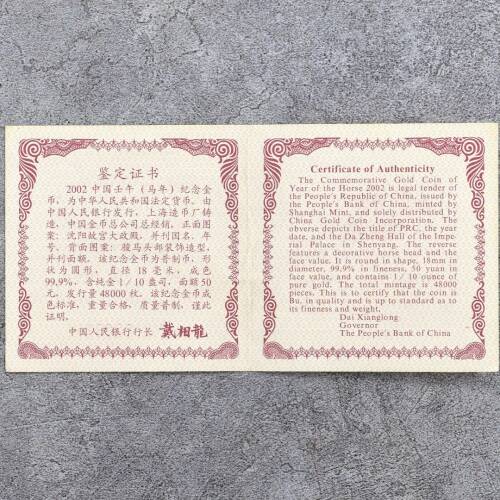 鉴定证书
2002中国壬午(马年)纪念金
币,为中华人民共和国法定货币。由
中国人民银行发行,上海造币厂铸
造,中国金币总公司总经销。正面图
案:沈阳故宫大政殿,并刊国名、年
号。背面图案:骏马头部装饰造型,
并刊面额。该纪念金币为普制币,形
状为圆形,直径18毫米,成色
99.9%,含纯金1/10盎司,面额50
元,发行量48000枚。该纪念金币成
色标准,重量合格,质量普制,谨此
证明。
中国人民银行行长 戴相龍
Certificate of Authenticity
The Commemorative Gold Coin of
Year of the Horse 2002 is legal tender of
the People's Republic of China, issued
by the People's Bank of China, minted by
Shanghai Mint, and solely distributed by
China Gold Coin Incorporation. The
obverse depicts the title of PRC, the year
date, and the Da Zheng Hall of the Impe-
rial Palace in Shenyang. The reverse
features a decorative horse head and the
face value. It is round in shape, 18mm in
diameter, 99.9% in fineness, 50 yuan in
face value, and contains 1/10 ounce of
pure gold. The total mintage is 48000
pieces. This is to certify that the coin is
Bu, in quality and is up to standard as to
its fineness and weight.
Dai Xianglong
Governor
The People's Bank of China